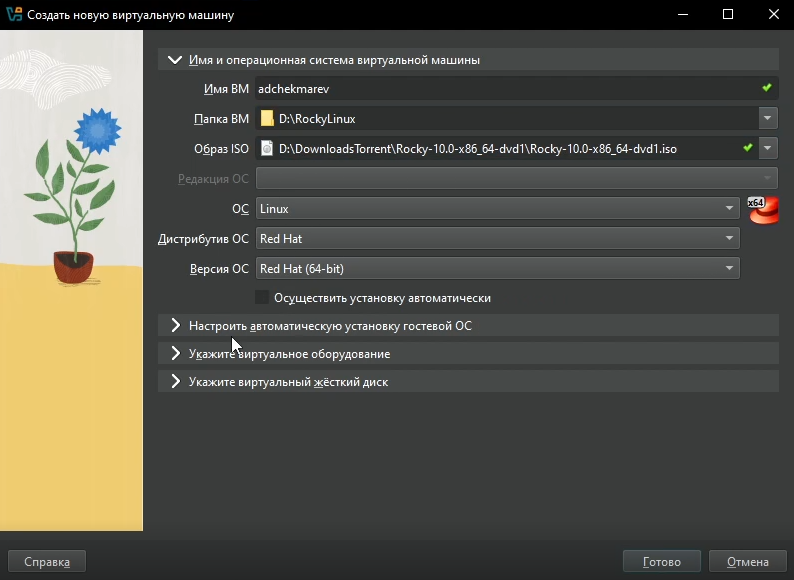 Создать новую виртуальную машину
Имя и операционная система виртуальной машины
Имя ВМ adchekmarev
Папка ВМ D:\RockyLinux
Образ ISO D:\DownloadsTorrent\Rocky-10.0-x86_64-dvd1\Rocky-10.0-x86_64-dvd1.iso
Редакция ОС
ОС Linux x64
Дистрибутив ОС Red Hat
Версия ОС Red Hat (64-bit)
Осуществить установку автоматически
Настроить автоматическую установку гостевой ОС
Укажите виртуальное оборудование
Укажите виртуальный жёсткий диск
Справка Готово Отмена